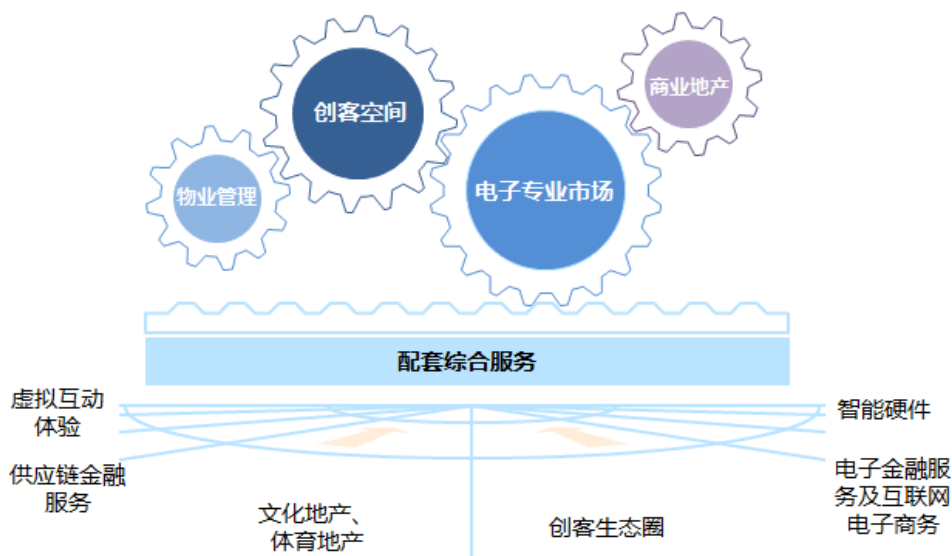 商业地产
创客空间
物业管理
电子专业市场
配套综合服务
虚拟互动
体验
智能硬件
供应链金融
服务
电子金融服
务及互联网
电子商务
文化地产、
体育地产
创客生态圈